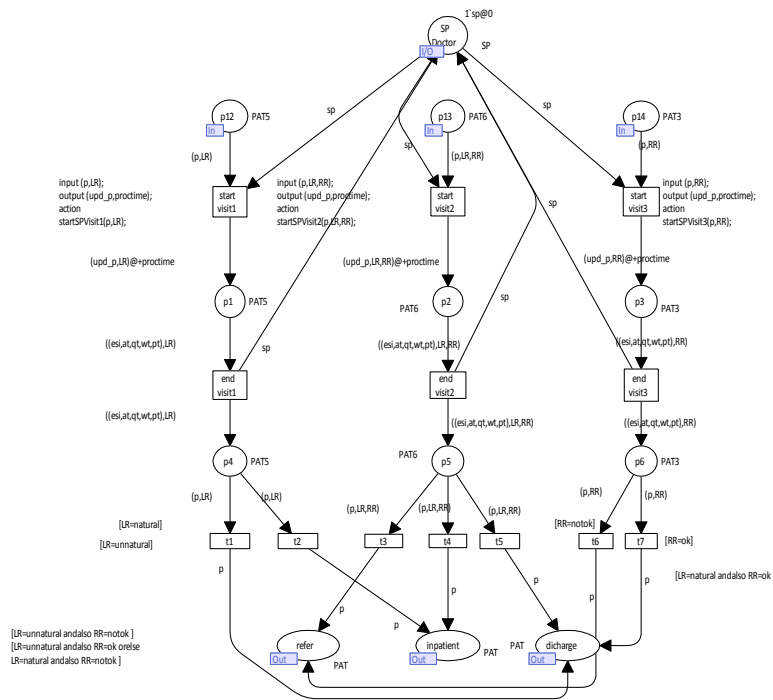 1`sp@0
SP
Doctor
I/O
SP
p12
In
PAT5
sp
p13
In
PAT6
sp
sp
p14
In
PAT3
(p,LR)
(p,LR,RR)
(p,RR)
input (p,LR);
output (upd_p,proctime);
action
startSPVisit1(p,LR);
start
visit1
input (p,LR,RR);
output (upd_p,proctime);
action
startSPVisit2(p,LR,RR);
start
visit2
start
visit3
input (p,RR);
output (upd_p,proctime);
action
startSPVisit3(p,RR);
sp
(upd_p,LR)@+proctime
(upd_p,LR,RR)@+proctime
(upd_p,RR)@+proctime
p1
PAT5
p2
PAT6
p3
PAT3
sp
((esi,at,qt,wt,pt),LR)
sp
((esi,at,qt,wt,pt),LR,RR)
((esi,at,qt,wt,pt),RR)
end
visit1
end
visit2
end
visit3
((esi,at,qt,wt,pt),LR)
((esi,at,qt,wt,pt),LR,RR)
((esi,at,qt,wt,pt),RR)
p4
PAT5
PAT6
p5
p6
PAT3
(p,LR)
(p,LR)
(p,LR,RR)
(p,LR,RR)
(p,LR,RR)
(p,RR)
(p,RR)
[LR=natural]
[LR=unnatural]
t1
t2
t3
t4
t5
[RR=notok]
t6
t7
[RR=ok]
p
p
p
p
p
p
p
[LR=natural andalso RR=ok
[LR=unnatural andalso RR=notok ]
[LR=unnatural andalso RR=ok orelse
LR=natural andalso RR=notok ]
refer
Out
PAT
inpatient
Out
PAT
PAT
dicharge
Out